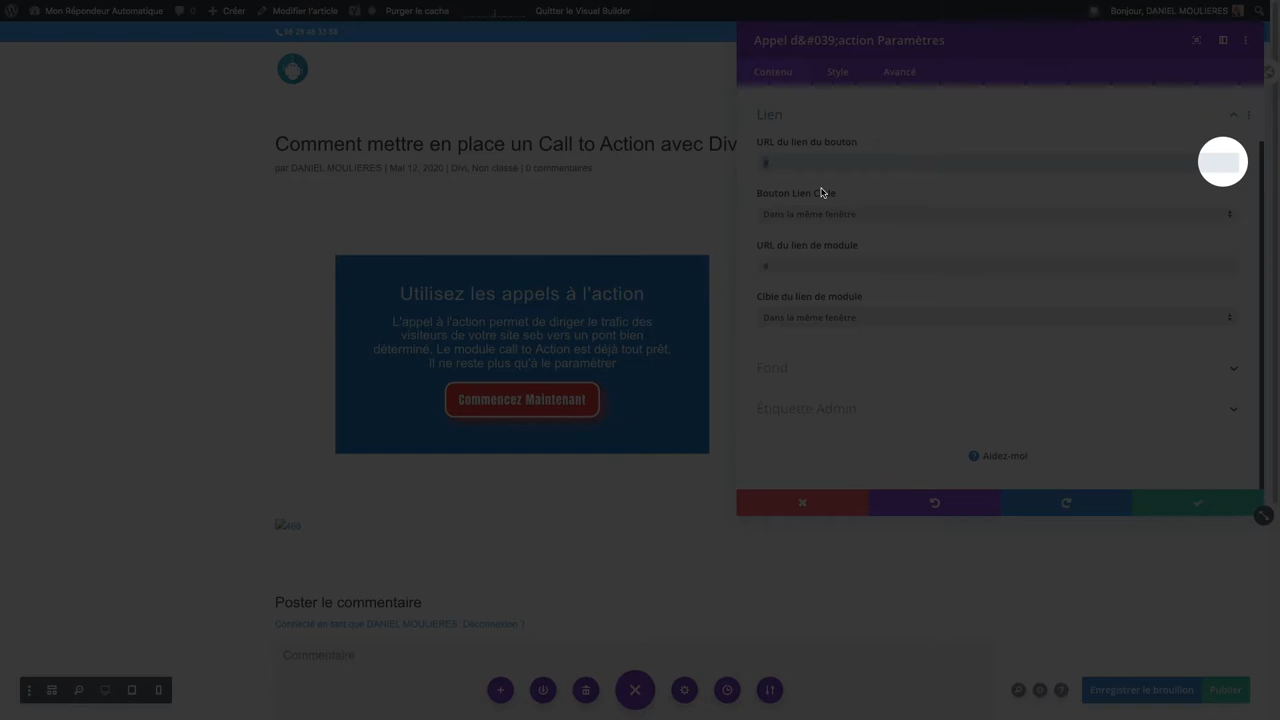 Mon Répondeur Automatique
0
Créer
Modifier l'article
Purger le cache
Quitter le Visual Builder
Bonjour, DANIEL MOULIERES
Appel d&#039;action Paramètres
Contenu
Style
Avancé
Comment mettre en place un Call to Action avec Div
par DANIEL MOULIERES | Mai 12, 2020 | Divi, Non classé | 0 commentaires
Lien
URL du lien du bouton
#
Bouton Lien
Dans la même fenêtre
URL du lien de module
#
Cible du lien de module
Dans la même fenêtre
Fond
Étiquette Admin
Aidez-moi
Utilisez les appels à l'action
L'appel à l'action permet de diriger le trafic des
visiteurs de votre site seb vers un pont bien
déterminé. Le module call to Action est déjà tout prêt,
Il ne reste plus qu'à le paramètrer
Commencez Maintenant
468
Poster le commentaire
Connecté en tant que DANIEL MOULIERES. Déconnexion ?
Commentaire
Enregistrer le brouillon
Publier